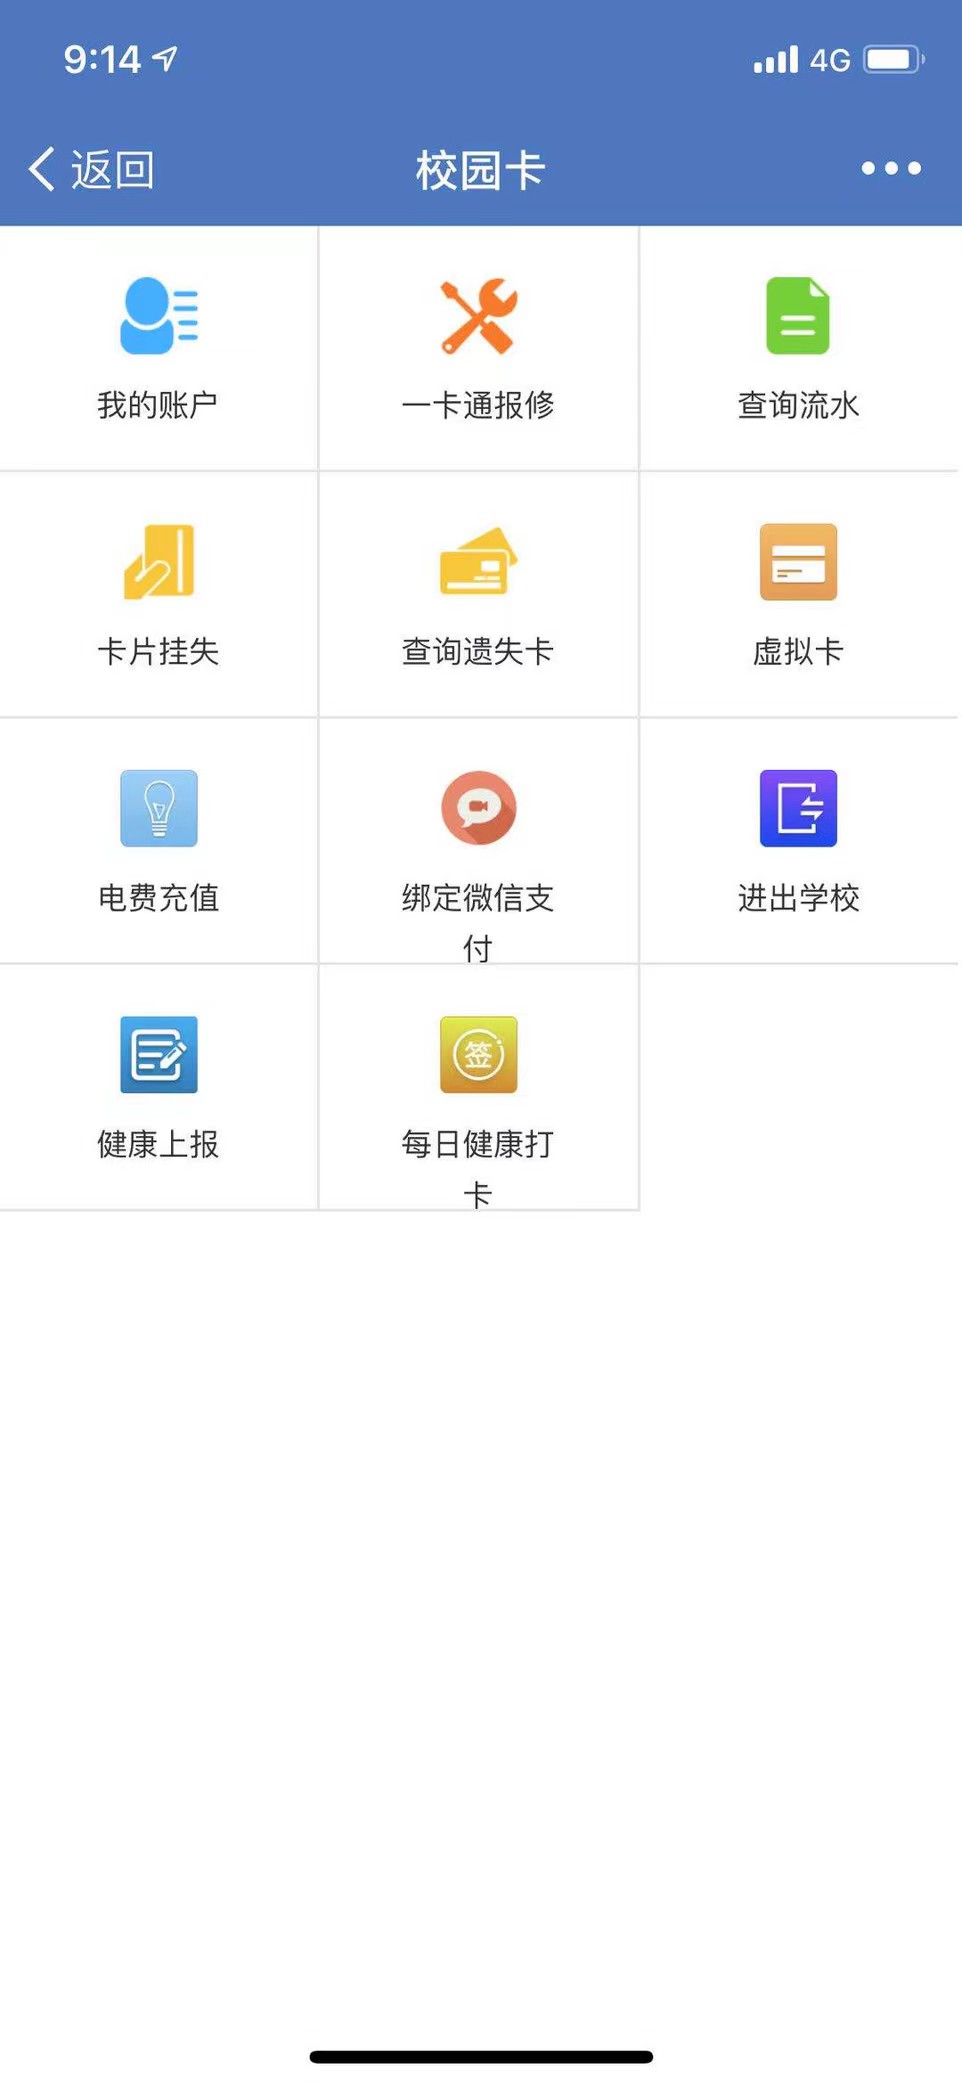 9:14
4G
返回
校园卡
我的账户
一卡通报修
查询流水
卡片挂失
查询遗失卡
虚拟卡
电费充值
绑定微信支
付
进出学校
签
健康上报
每日健康打
卡